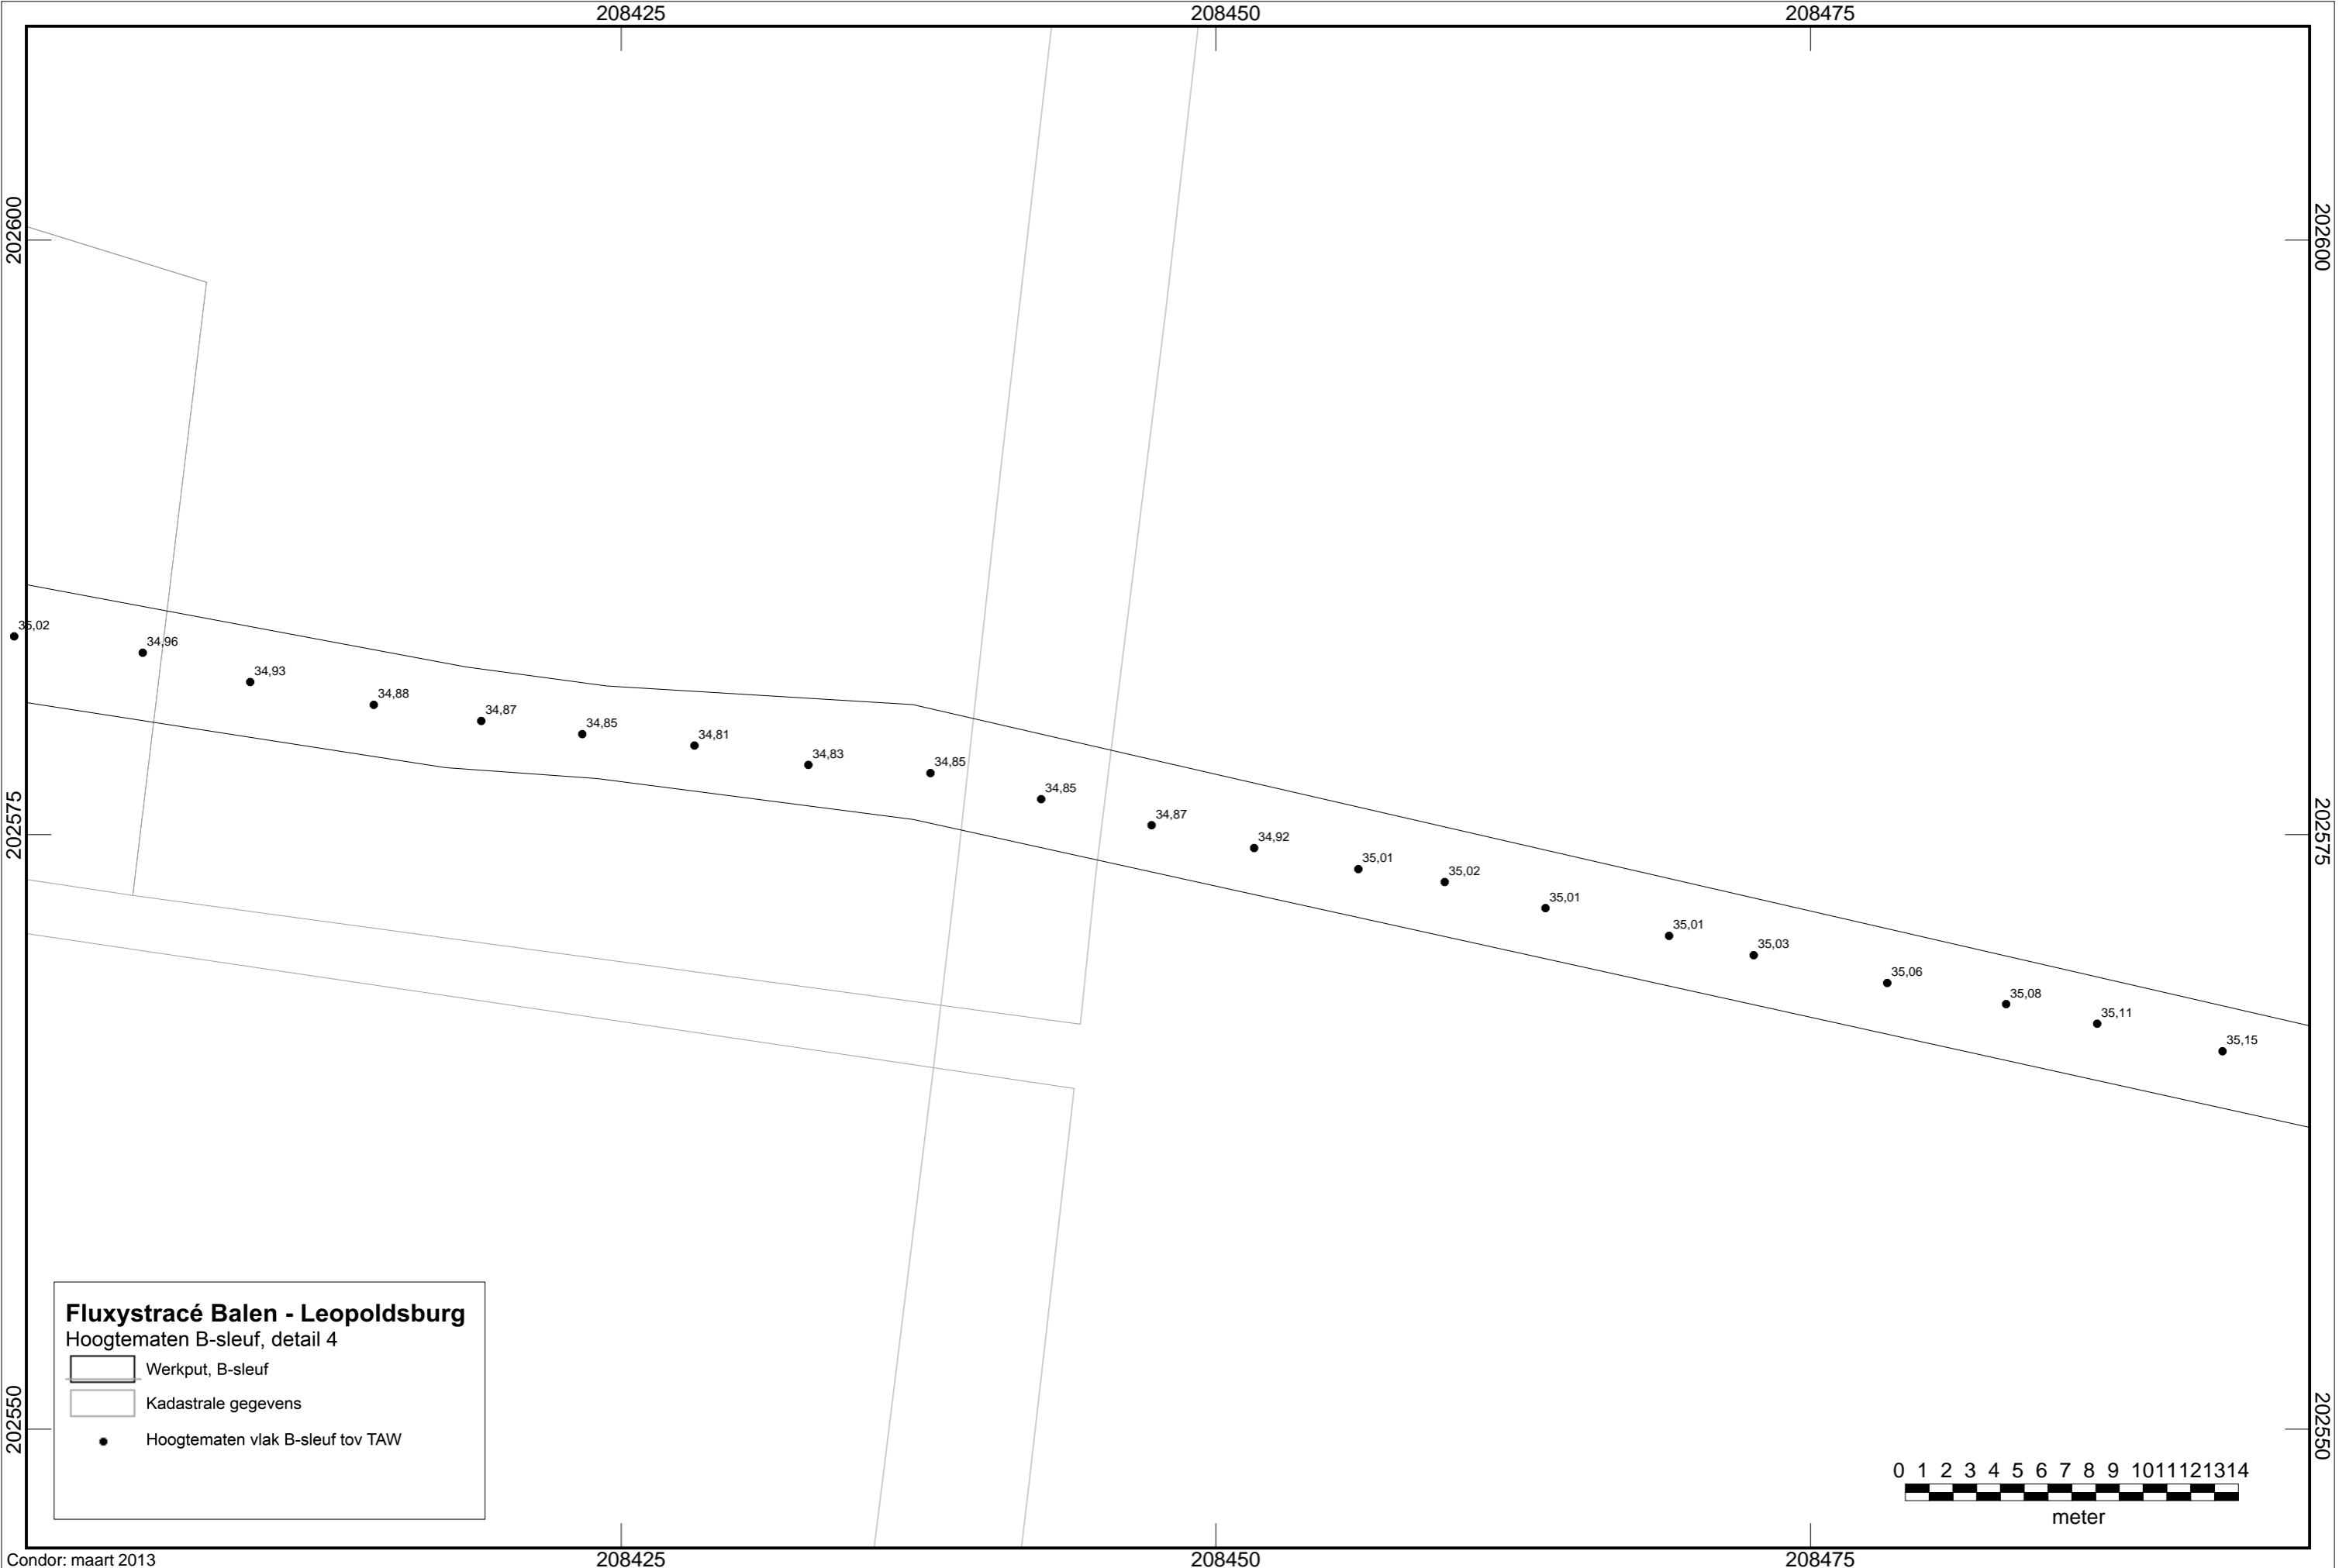 208425 208450 208475
202600 202600
35,02
34,96
34,93
34,88
34,87
34,85
34,81
34,83
34,85
34,85
34,87
34,92
35,01
35,02
35,01
35,01
35,03
35,06
35,08
35,11
35,15
202575 202575
Fluxystracé Balen - Leopoldsburg
Hoogtematen B-sleuf, detail 4
Werkput, B-sleuf
Kadastrale gegevens
Hoogtematen vlak B-sleuf tov TAW
202550 202550
0 1 2 3 4 5 6 7 8 9 10 11 12 13 14
meter
Condor: maart 2013
208425 208450 208475